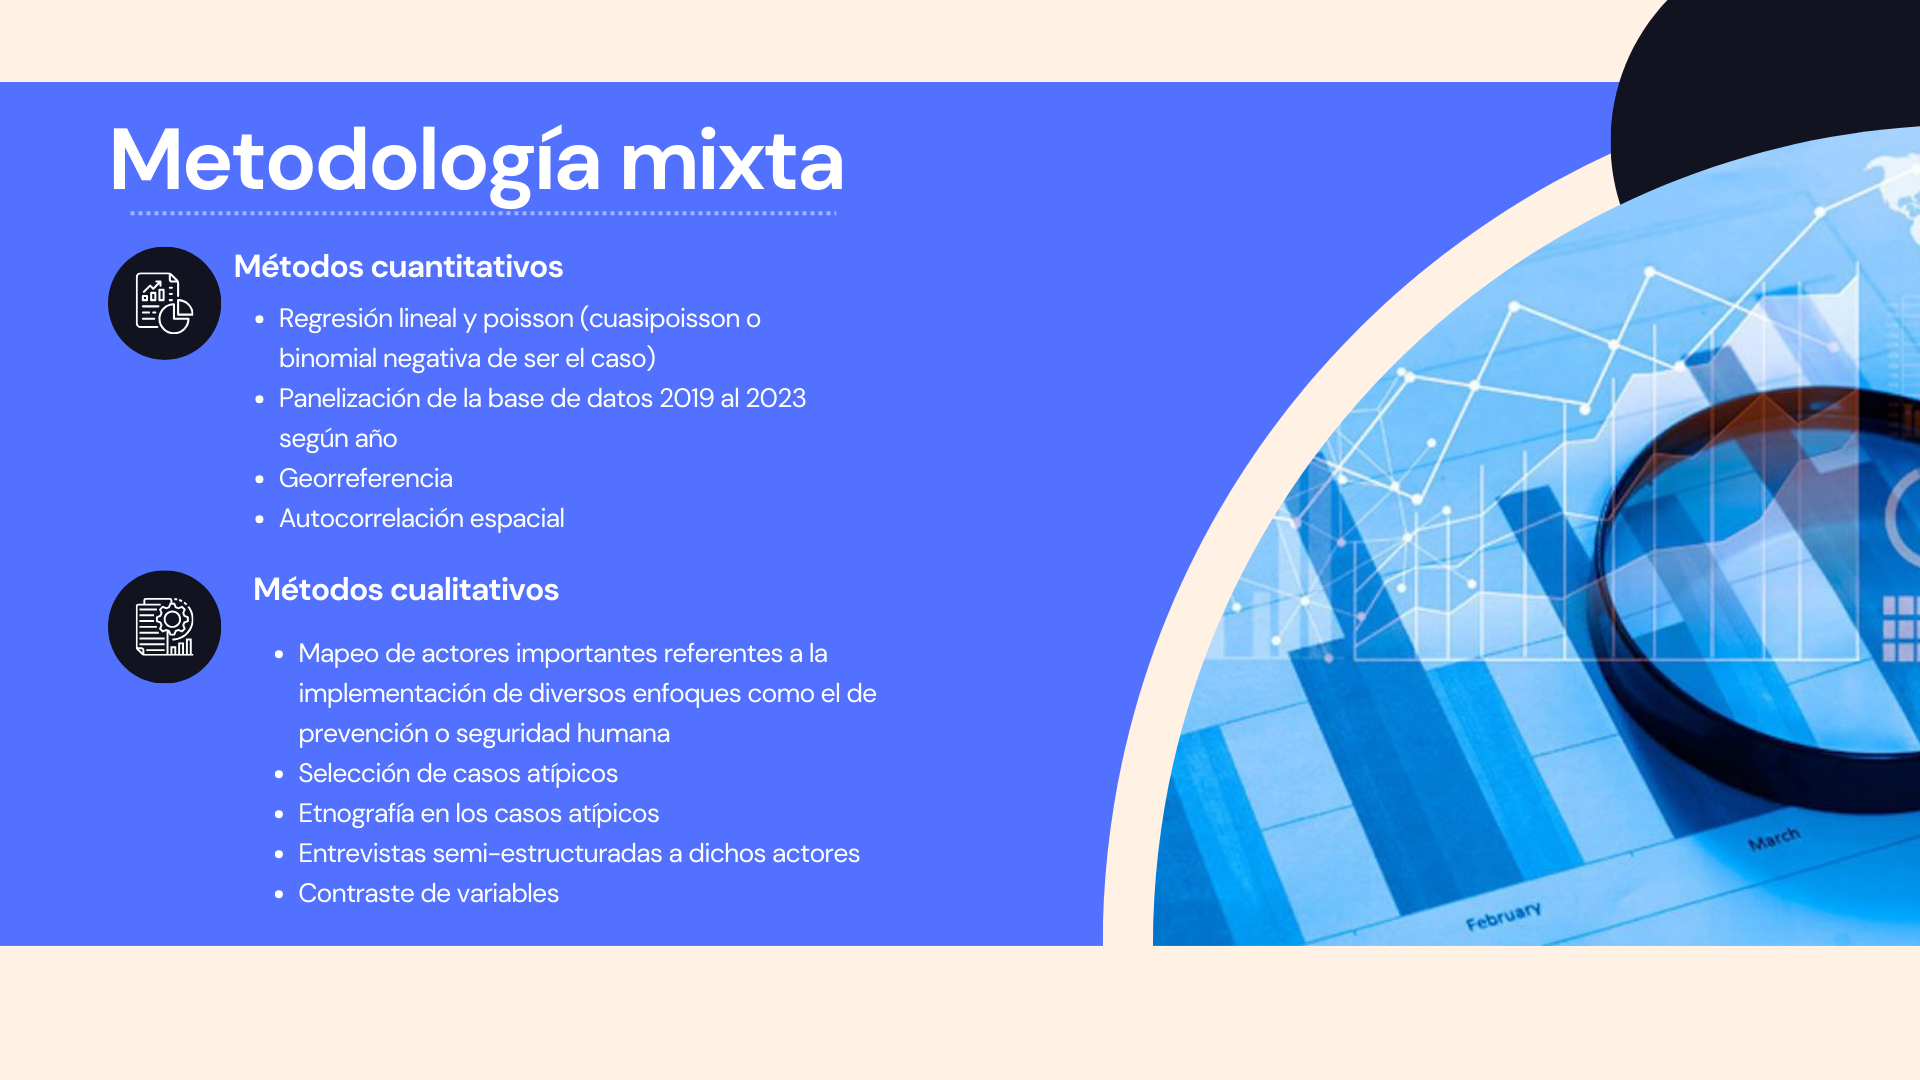 Metodología mixta
Métodos cuantitativos
• Regresión lineal y poisson (cuasipoisson o
binomial negativa de ser el caso)
• Panelización de la base de datos 2019 al 2023
según año
• Georreferencia
• Autocorrelación espacial
Métodos cualitativos
• Mapeo de actores importantes referentes a la
implementación de diversos enfoques como el de
prevención o seguridad humana
• Selección de casos atípicos
• Etnografía en los casos atípicos
• Entrevistas semi-estructuradas a dichos actores
• Contraste de variables
February
March